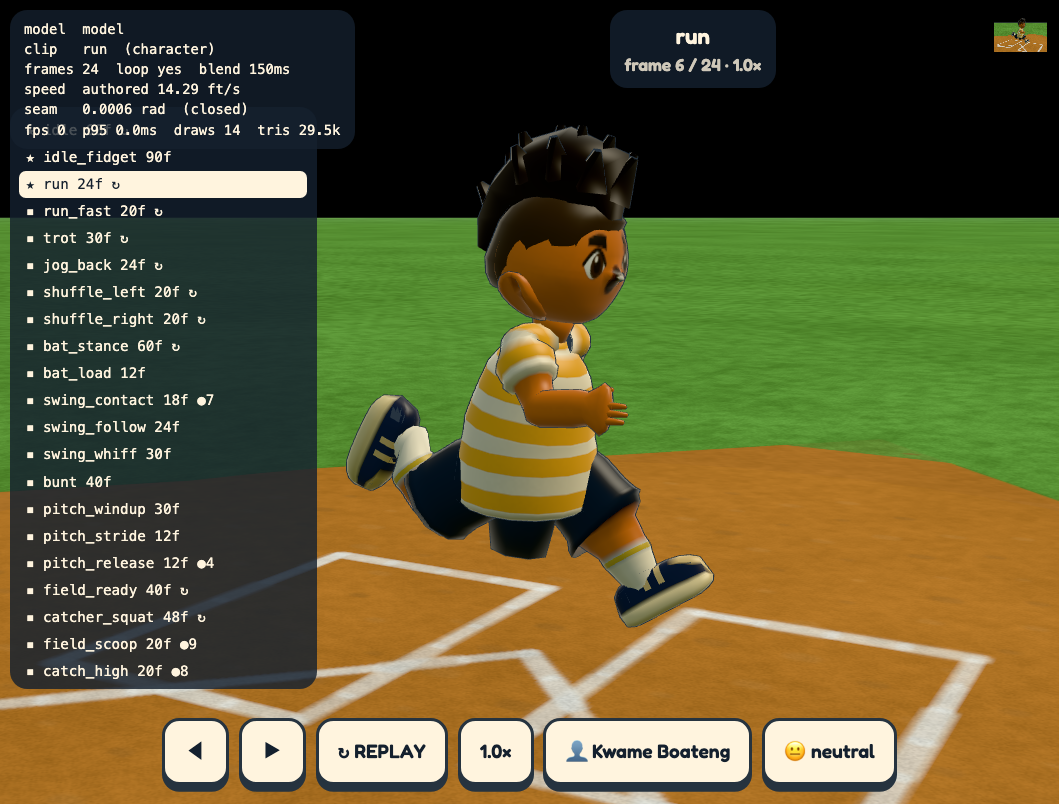 model model
clip run (character)
frames 24 loop yes blend 150ms
speed authored 14.29 ft/s
seam 0.0006 rad (closed)
fps 0 p95 0.0ms draws 14 tris 29.5k
★ idle_fidget 90f
★ run 24f ↻
▪ run_fast 20f ↻
▪ trot 30f ↻
▪ jog_back 24f ↻
▪ shuffle_left 20f ↻
▪ shuffle_right 20f ↻
▪ bat_stance 60f ↻
▪ bat_load 12f
▪ swing_contact 18f ●7
▪ swing_follow 24f
▪ swing_whiff 30f
▪ bunt 40f
▪ pitch_windup 30f
▪ pitch_stride 12f
▪ pitch_release 12f ●4
▪ field_ready 40f ↻
▪ catcher_squat 48f ↻
▪ field_scoop 20f ●9
▪ catch_high 20f ●8
run
frame 6 / 24 · 1.0×
◀ ▶ ↻ REPLAY 1.0× 👤 Kwame Boateng 😐 neutral